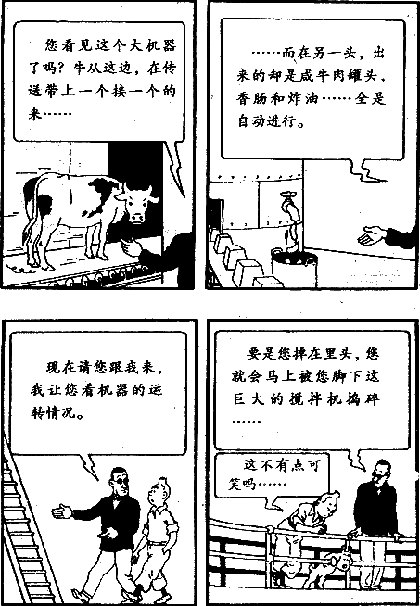 您看见这个大机器
了吗？牛从这边，在传
送带上一个挨一个的
来……
……而在另一头，出
来的却是咸牛肉罐头、
香肠和炸油……全是
自动进行。
现在请您跟我来，
我让您看机器的运
转情况。
要是您掉在里头，您
就会马上被您脚下这
巨大的搅拌机捣碎
……
这不有点可
笑吗……